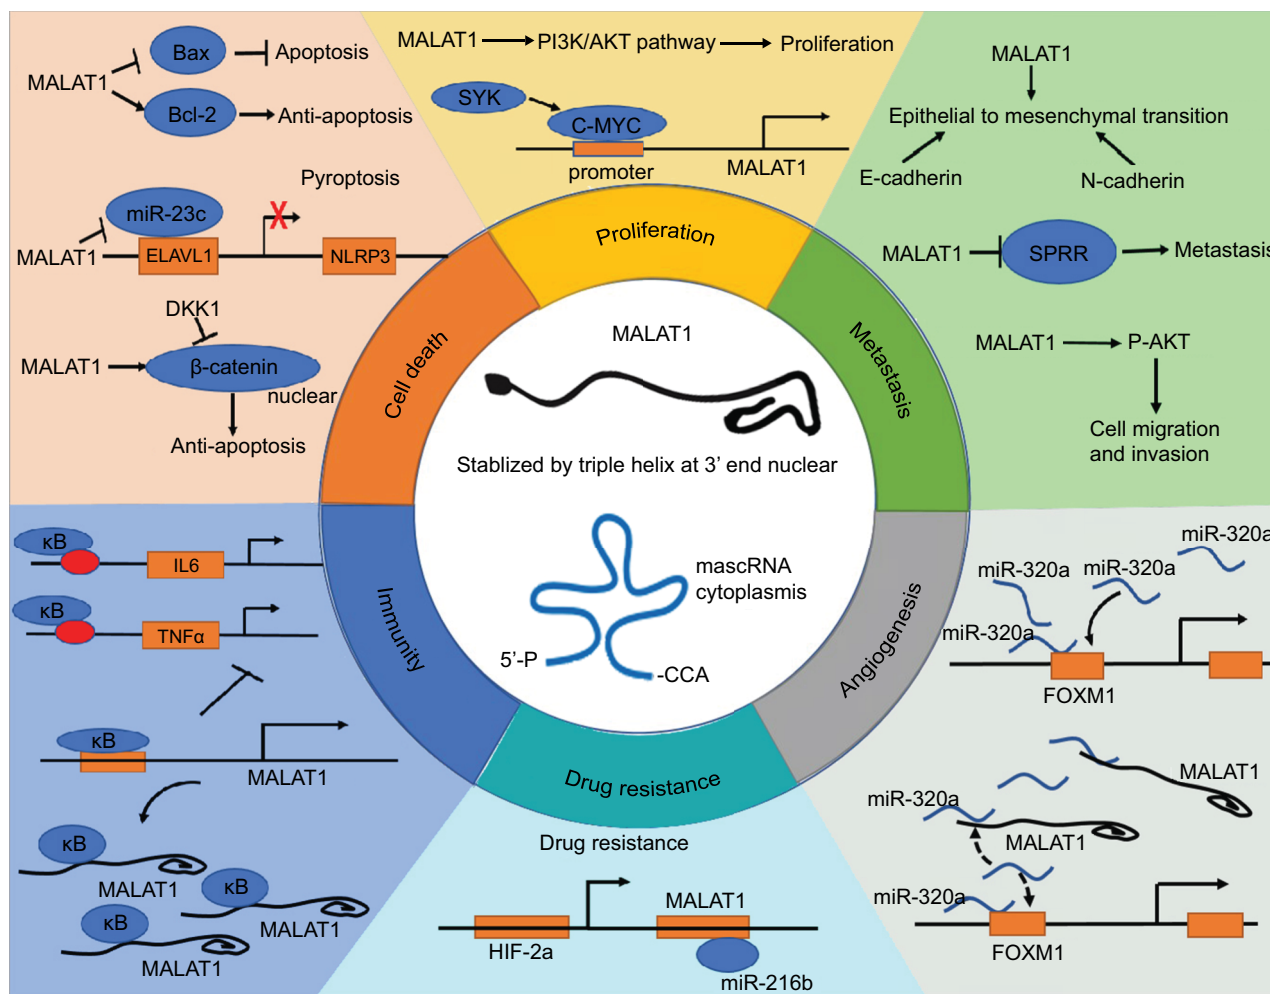 Bax
Apoptosis
MALAT1
Bcl-2
Anti-apoptosis
Pyroptosis
miR-23c
MALAT1
ELAVL1
NLRP3
DKK1
MALAT1
β-catenin
nuclear
Anti-apoptosis
MALAT1
PI3K/AKT pathway
Proliferation
SYK
C-MYC
promoter
MALAT1
MALAT1
Epithelial to mesenchymal transition
E-cadherin
N-cadherin
MALAT1
SPRR
Metastasis
MALAT1
P-AKT
Cell migration
and invasion
Cell death
Proliferation
Metastasis
Immunity
Drug resistance
Angiogenesis
MALAT1
Stablized by triple helix at 3’ end nuclear
mascRNA
cytoplasmis
5’-P
-CCA
κB
IL6
κB
TNFα
κB
MALAT1
κB
MALAT1
κB
MALAT1
κB
MALAT1
Drug resistance
MALAT1
HIF-2a
miR-216b
miR-320a
miR-320a
miR-320a
miR-320a
FOXM1
MALAT1
miR-320a
MALAT1
miR-320a
FOXM1